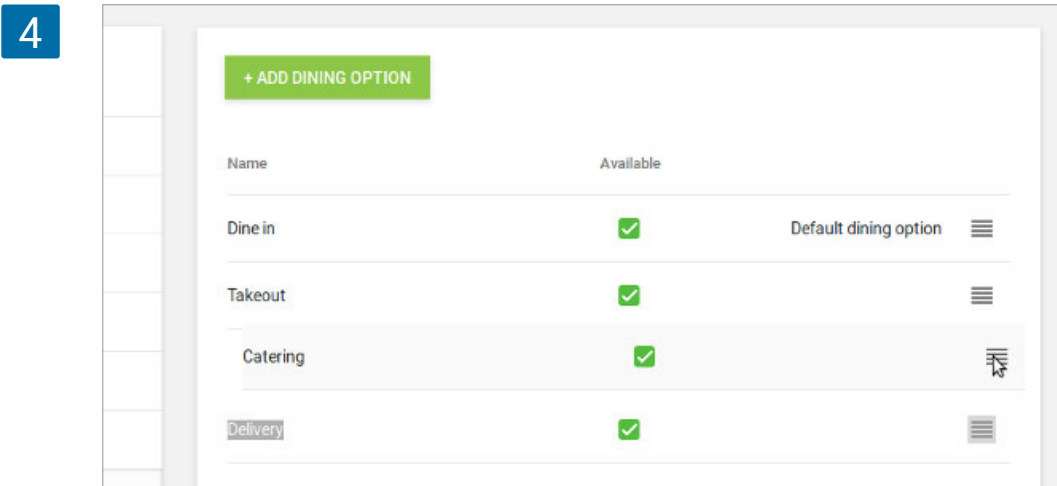 4
+ ADD DINING OPTION
Name Available
Dine in Default dining option
Takeout
Catering
Delivery